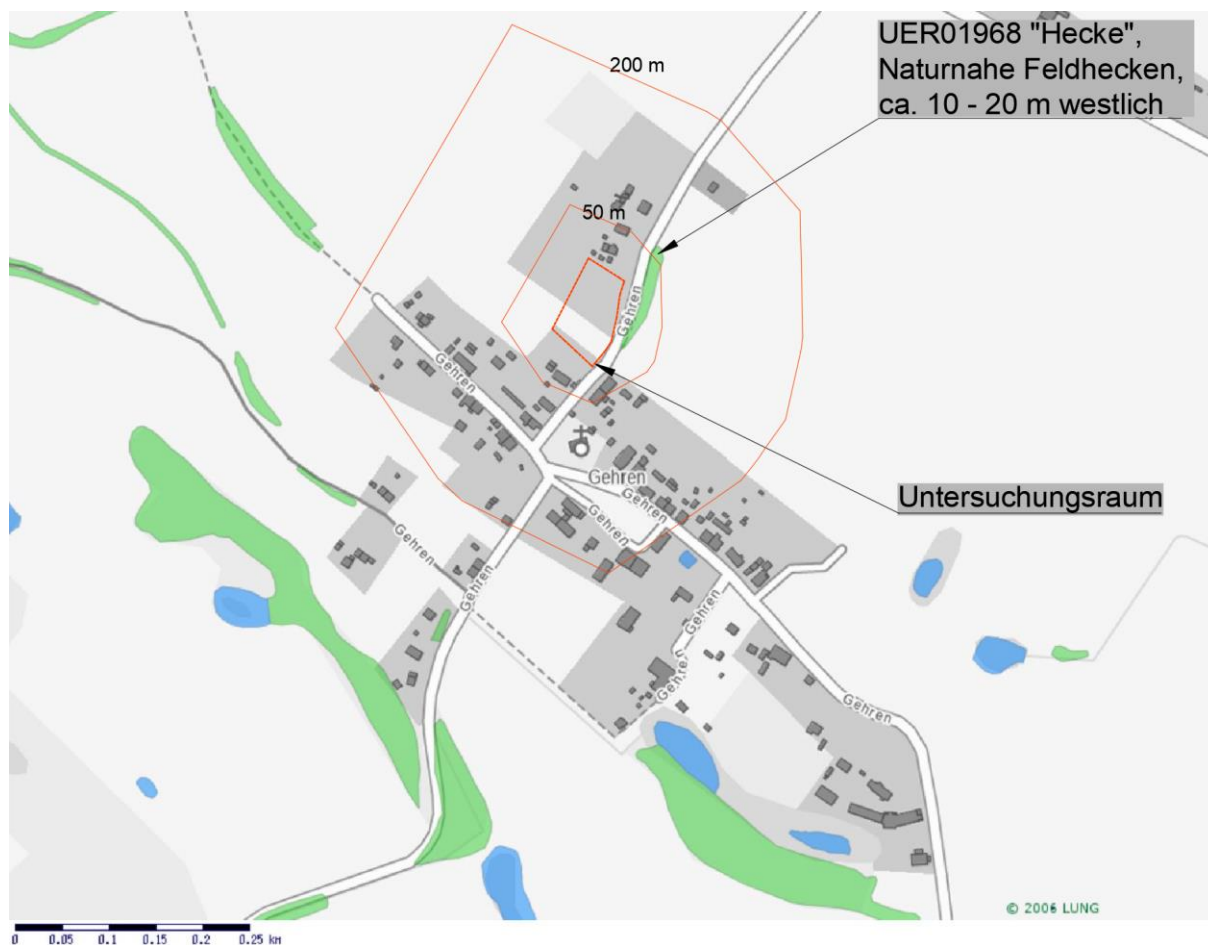 UER01968 "Hecke",
Naturnahe Feldhecken,
ca. 10 - 20 m westlich
200 m
50 m
Gehren
Gehren
Gehren
Gehren
Gehren
Gehren
Untersuchungsraum
Gehren
Gehren
Gehren
Gehren
Gehren
© 2006 LUNG
0 0.05 0.1 0.15 0.2 0.25 km